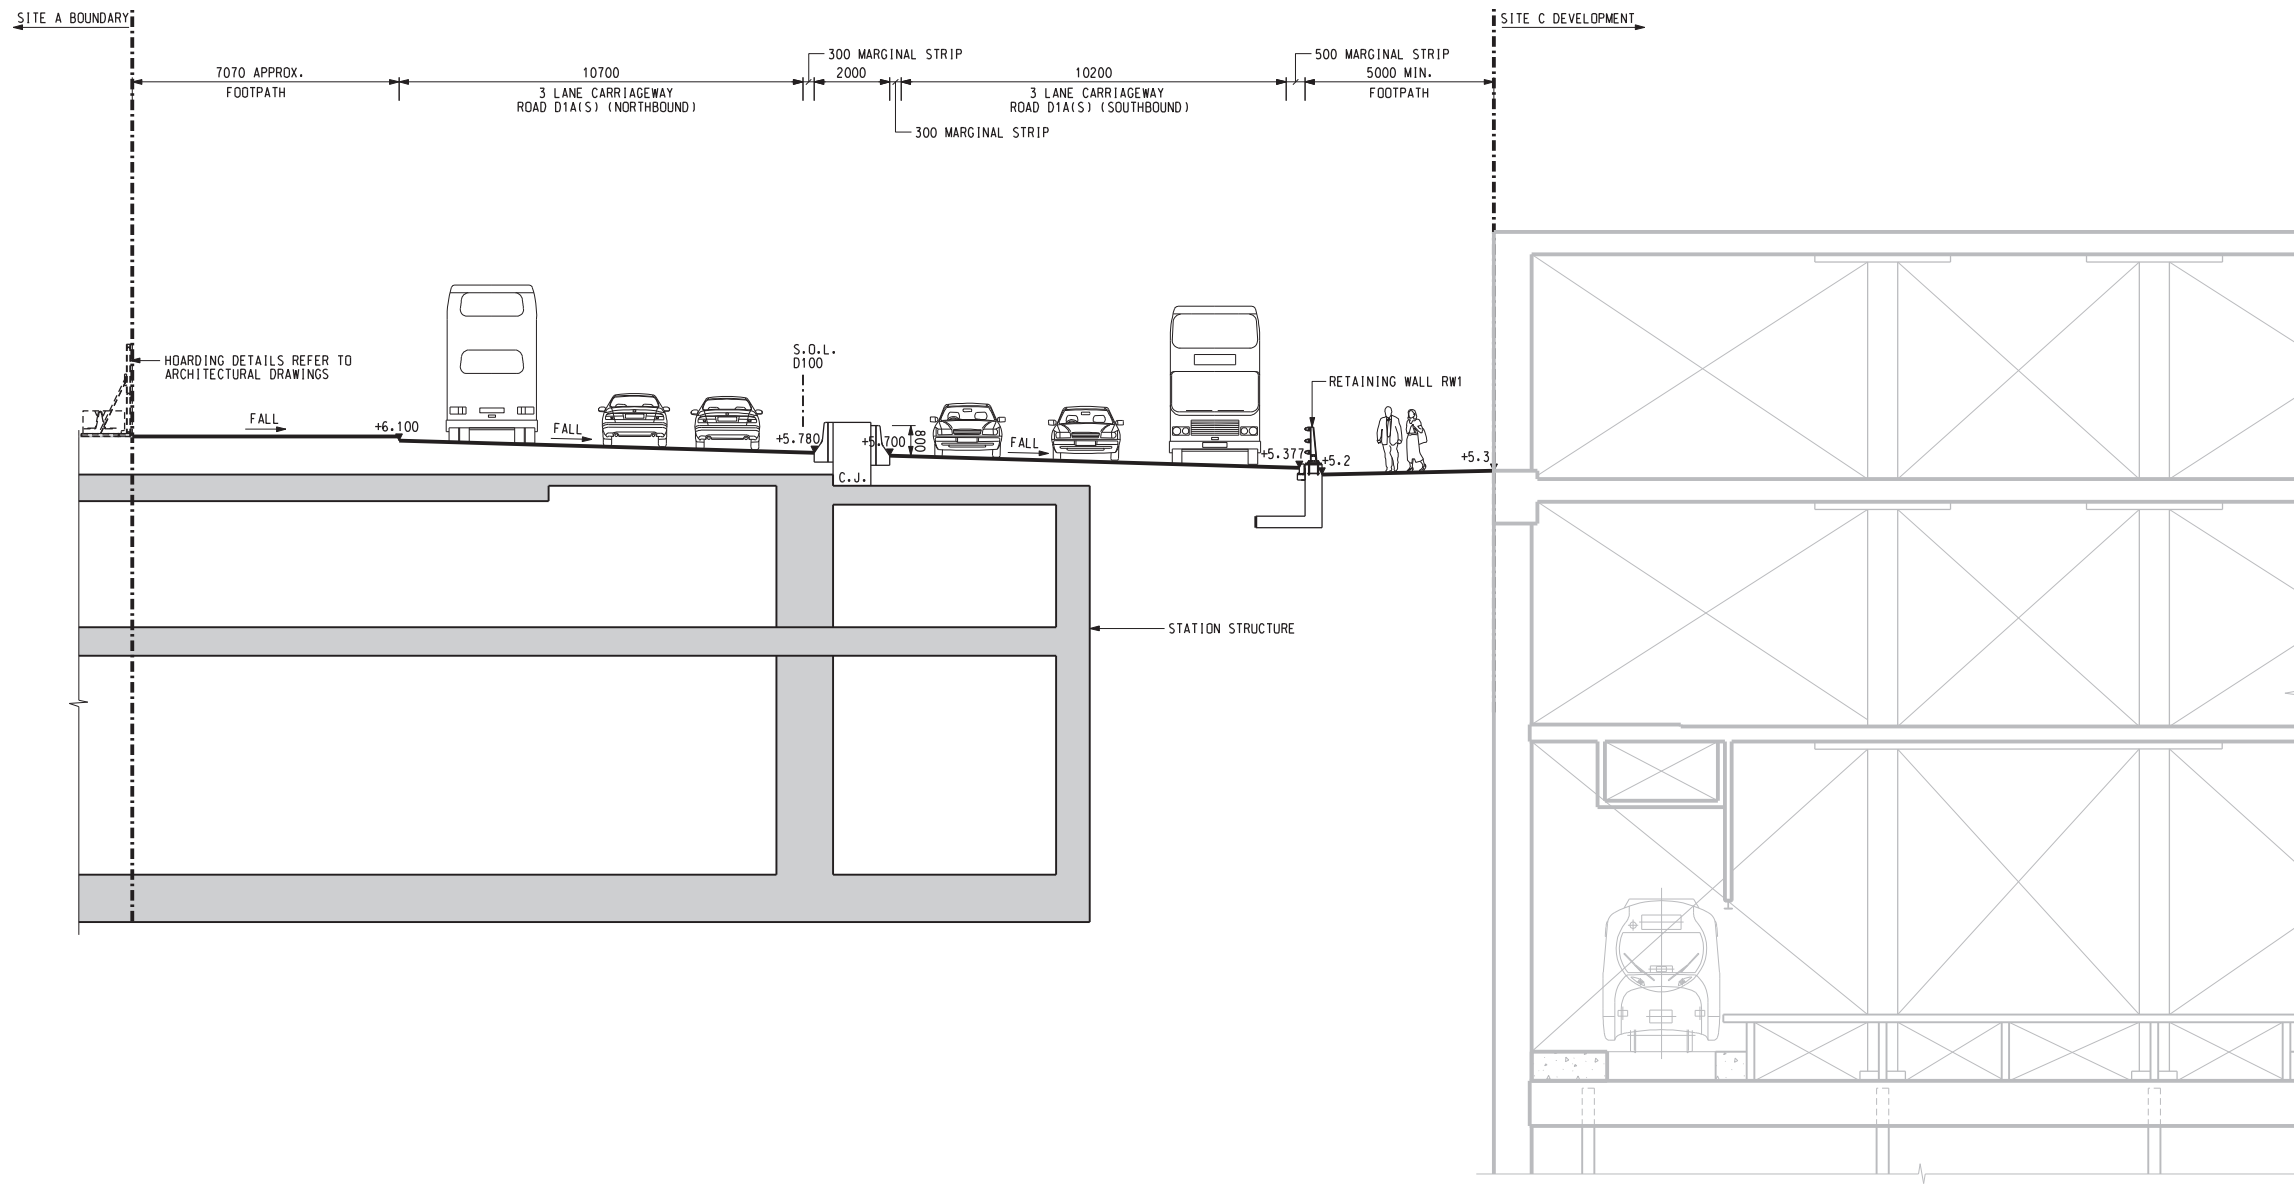 SITE A BOUNDARY
SITE C DEVELOPMENT
300 MARGINAL STRIP
500 MARGINAL STRIP
7070 APPROX.
10700
2000
10200
5000 MIN.
FOOTPATH
3 LANE CARRIAGEWAY
ROAD D1A(S) (NORTHBOUND)
3 LANE CARRIAGEWAY
ROAD D1A(S) (SOUTHBOUND)
FOOTPATH
300 MARGINAL STRIP
S.O.L.
D100
HOARDING DETAILS REFER TO
ARCHITECTURAL DRAWINGS
RETAINING WALL RW1
FALL
+6.100
FALL
+5.780
+5.700
800
FALL
+5.377
+5.2
+5.3
C.J.
STATION STRUCTURE